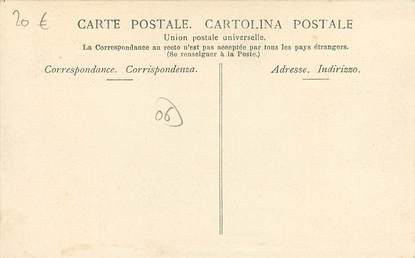 20 €
CARTE POSTALE. CARTOLINA POSTALE
Union postale universelle.
La Correspondance au recto n'est pas acceptée par tous les pays étrangers.
(Se renseigner à la Poste.)
Correspondance. Corrispondenza.
Adresse. Indirizzo.
06